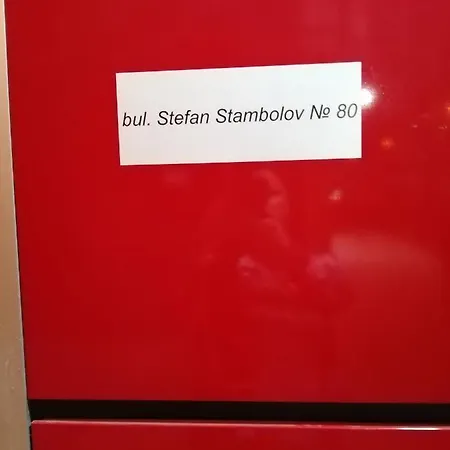 bul. Stefan Stambolov № 80